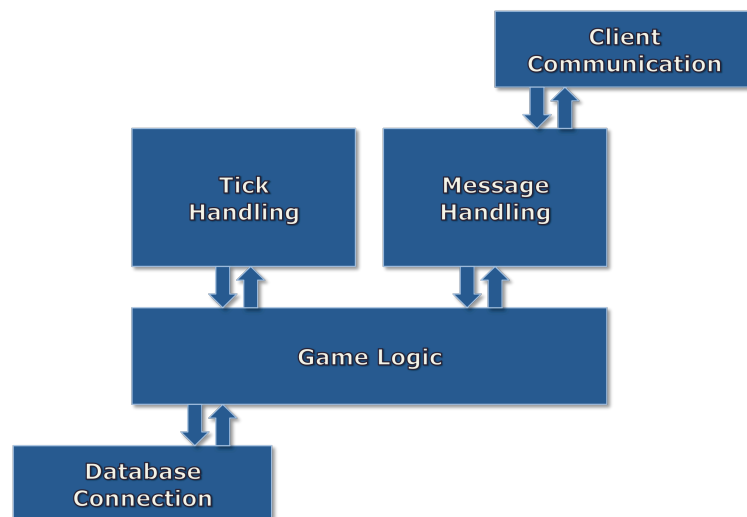 Client
Communication
Tick
Handling
Message
Handling
Game Logic
Database
Connection